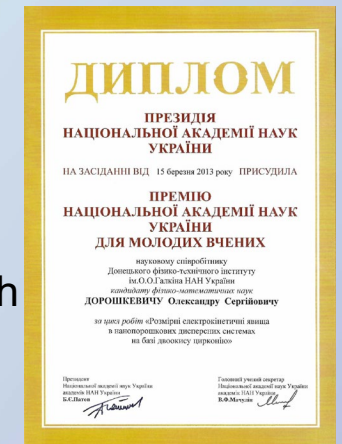 ДИПЛОМ
ПРЕЗИДІЯ
НАЦІОНАЛЬНОЇ АКАДЕМІЇ НАУК
УКРАЇНИ
НА ЗАСІДАННІ ВІД 15 березня 2013 року ПРИСУДИЛА
ПРЕМІЮ
НАЦІОНАЛЬНОЇ АКАДЕМІЇ НАУК
УКРАЇНИ
ДЛЯ МОЛОДИХ ВЧЕНИХ
науковому співробітнику
Донецького фізико-технічного інституту
ім.О.О.Галкіна НАН України
кандидату фізико-математичних наук
ДОРОШКЕВИЧУ Олександру Сергійовичу
за цикл робіт «Розмірні електрокінетичні явища
в нанопорошкових дисперсних системах
на базі двоокису цирконію»
h
Президент
Національної академії наук України
академік НАН України
Б.Є.Патон
Головний учений секретар
Національної академії наук України
академік НАН України
В.Ф.Мачулін